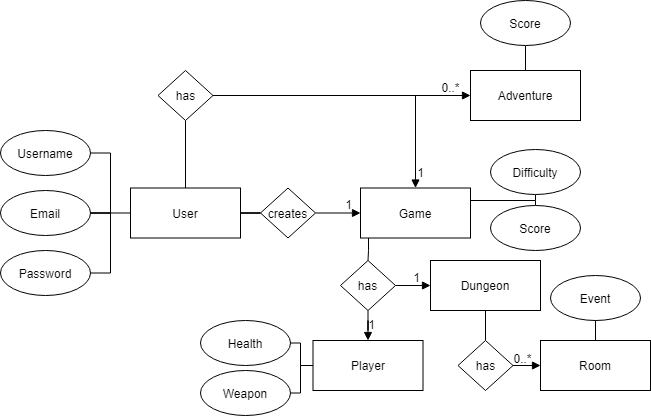 Score
has
0..*
Adventure
Username
Difficulty
1
Email
User
creates
1
Game
Score
Password
has
1
Dungeon
Event
1
Health
Player
has
0..*
Room
Weapon